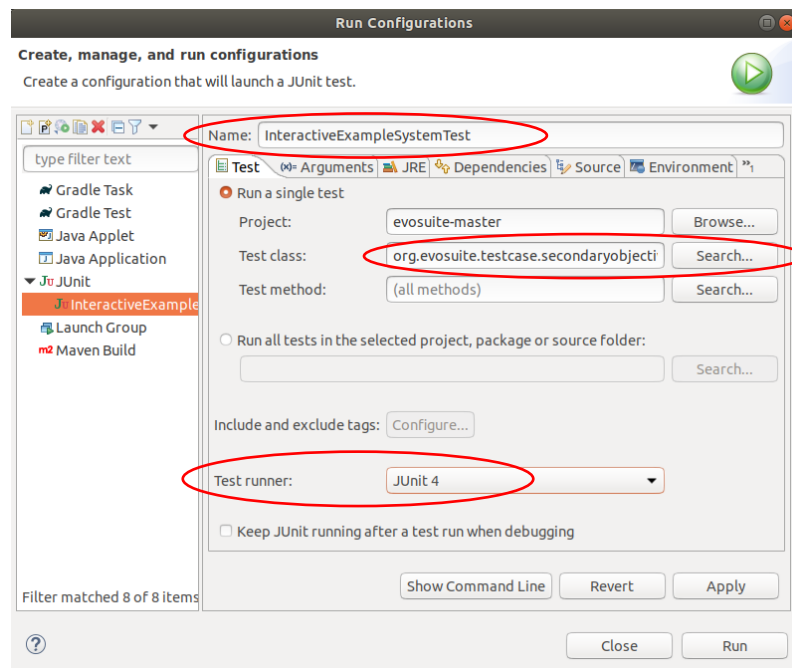 Run Configurations
Create, manage, and run configurations
Create a configuration that will launch a JUnit test.
type filter text
Gradle Task
Gradle Test
Java Applet
Java Application
Ju JUnit
Ju InteractiveExample
Launch Group
m2 Maven Build
Filter matched 8 of 8 items
Name: InteractiveExampleSystemTest
Test (x)= Arguments JRE Dependencies Source Environment »1
Run a single test
Project: evosuite-master Browse...
Test class: org.evosuite.testcase.secondaryobjecti Search...
Test method: (all methods) Search...
Run all tests in the selected project, package or source folder:
Search...
Include and exclude tags: Configure...
Test runner: JUnit 4
Keep JUnit running after a test run when debugging
Show Command Line Revert Apply
? Close Run